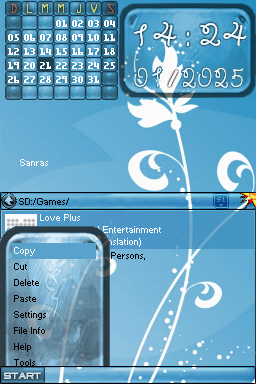 D L M M J V S
01 02 03 04
05 06 07 08 09 10 11
12 13 14 15 16 17 18
19 20 21 22 23 24 25
26 27 28 29 30 31
14:24
01/2025
Sanras
SD:/Games/
Love Plus
Entertainment
nslation)
Persons,
Copy
Cut
Delete
Paste
Settings
File Info
Help
Tools
START